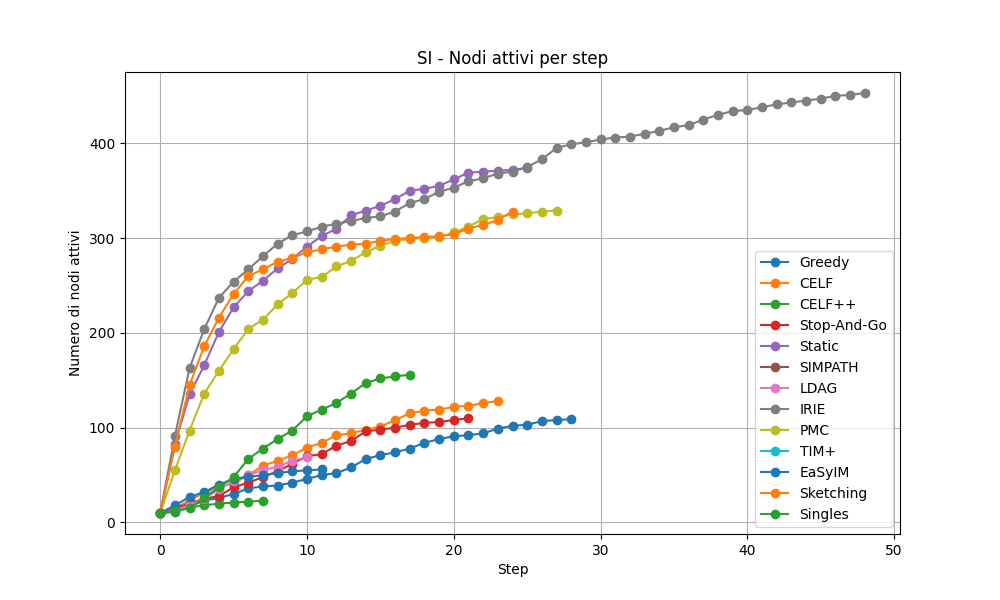 SI - Nodi attivi per step
Numero di nodi attivi
400
300
200
100
0
0 10 20 30 40 50
Step
Greedy
CELF
CELF++
Stop-And-Go
Static
SIMPATH
LDAG
IRIE
PMC
TIM+
EaSyIM
Sketching
Singles